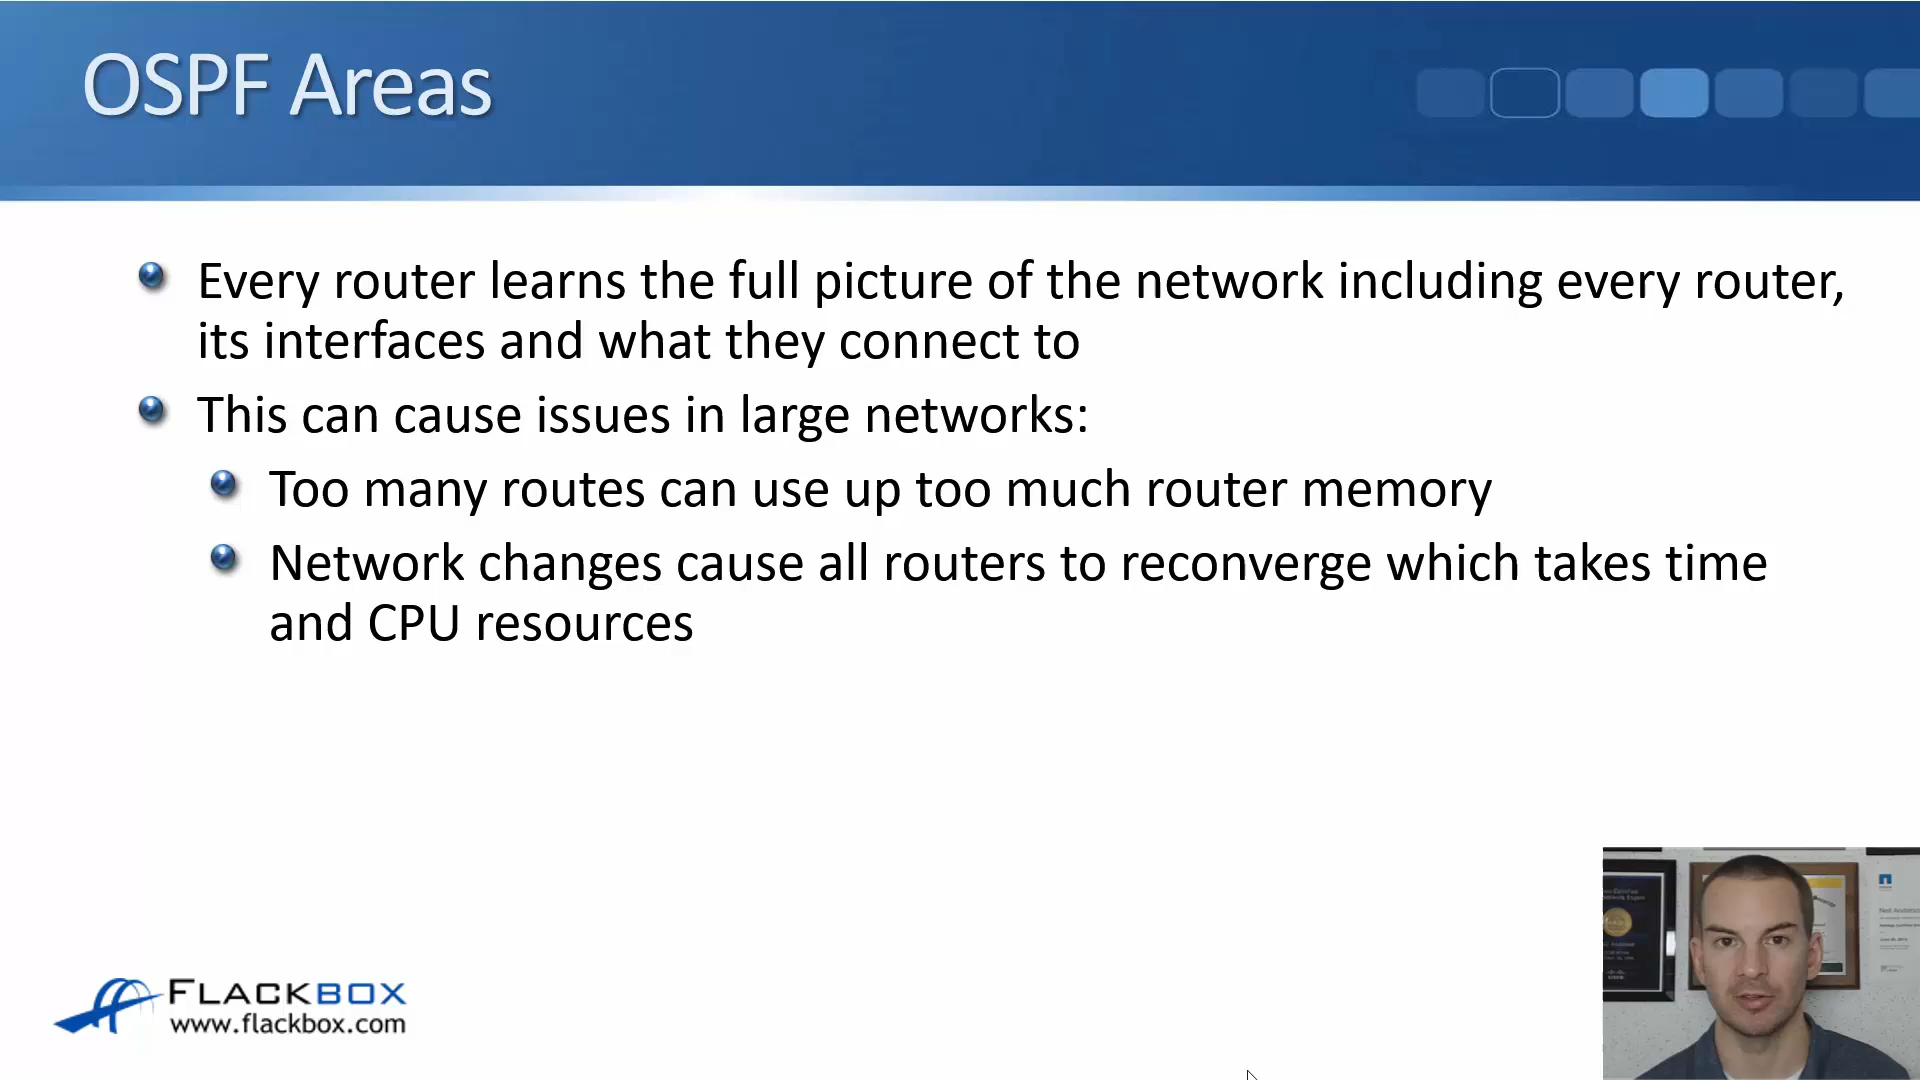 OSPF Areas
Every router learns the full picture of the network including every router,
its interfaces and what they connect to
This can cause issues in large networks:
Too many routes can use up too much router memory
Network changes cause all routers to reconverge which takes time
and CPU resources
FLACKBOX
www.flackbox.com